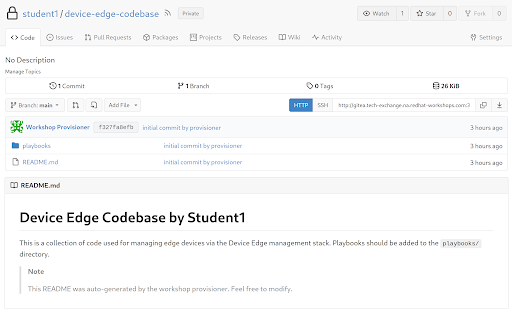 student1 / device-edge-codebase Private Watch 1 Star 0 Fork 0
Code Issues Pull Requests Packages Projects Releases Wiki Activity Settings
No Description
Manage Topics
1 Commit 1 Branch 0 Tags 26 KiB
Branch: main Add File HTTP SSH http://gitea.tech-exchange.na.redhat-workshops.com:3
Workshop Provisioner f327fa8efb initial commit by provisioner 3 hours ago
playbooks initial commit by provisioner 3 hours ago
README.md initial commit by provisioner 3 hours ago
README.md
Device Edge Codebase by Student1
This is a collection of code used for managing edge devices via the Device Edge management stack. Playbooks should be added to the playbooks/
directory.
Note
This README was auto-generated by the workshop provisioner. Feel free to modify.